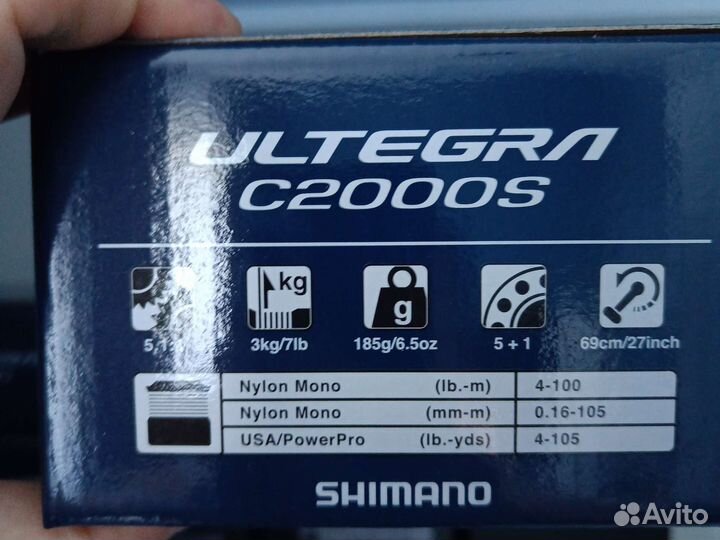 ULTEGRA
C2000S
kg
g
3kg/7lb 185g/6.5oz 5 + 1 69cm/27inch
Nylon Mono (lb.-m) 4-100
Nylon Mono (mm-m) 0.16-105
USA/PowerPro (lb.-yds) 4-105
SHIMANO
Avito